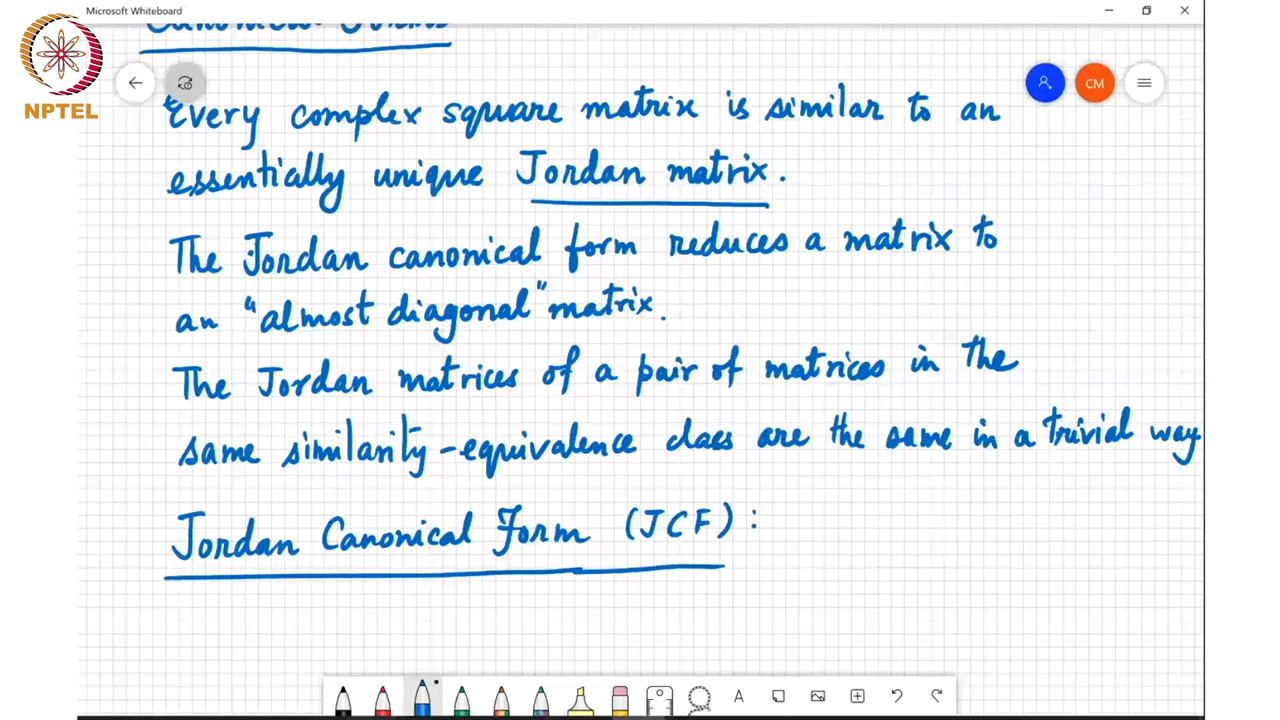 Microsoft Whiteboard
Canonical Forms
NPTEL
CM
Every complex square matrix is similar to an
essentially unique Jordan matrix.
The Jordan canonical form reduces a matrix to
an "almost diagonal" matrix.
The Jordan matrices of a pair of matrices in the
same similarity-equivalence class are the same in a trivial way
Jordan Canonical Form (JCF):
A